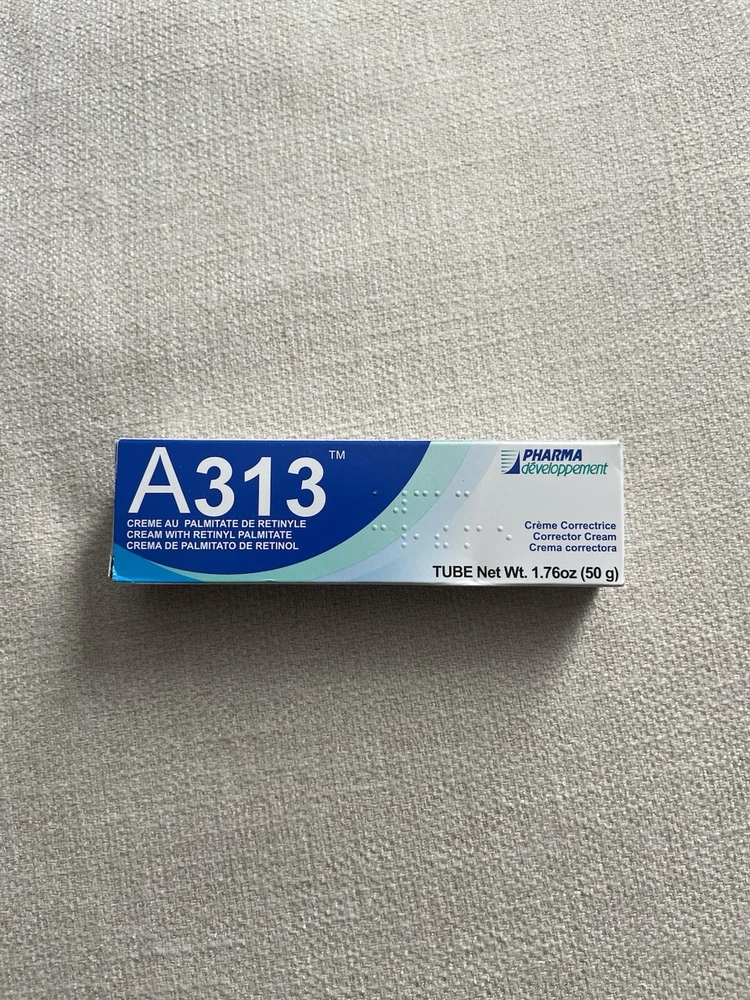 A313™
CREME AU PALMITATE DE RETINYLE
CREAM WITH RETINYL PALMITATE
CREMA DE PALMITATO DE RETINOL
PHARMA
développement
Crème Correctrice
Corrector Cream
Crema correctora
TUBE Net Wt. 1.76oz (50 g)